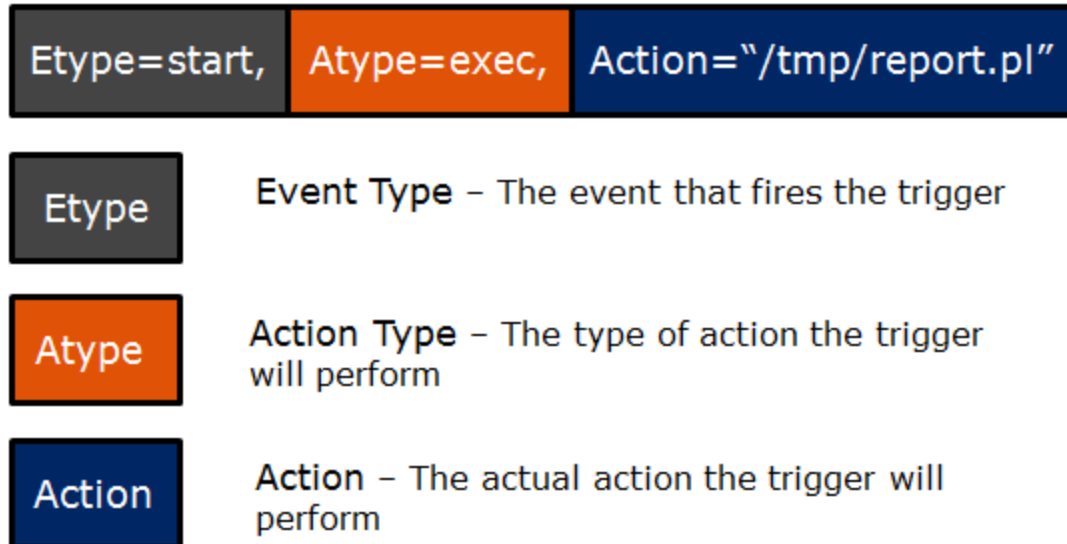 Etype=start, Atype=exec, Action=“/tmp/report.pl”
Etype Event Type – The event that fires the trigger
Atype Action Type – The type of action the trigger
will perform
Action Action – The actual action the trigger will
perform